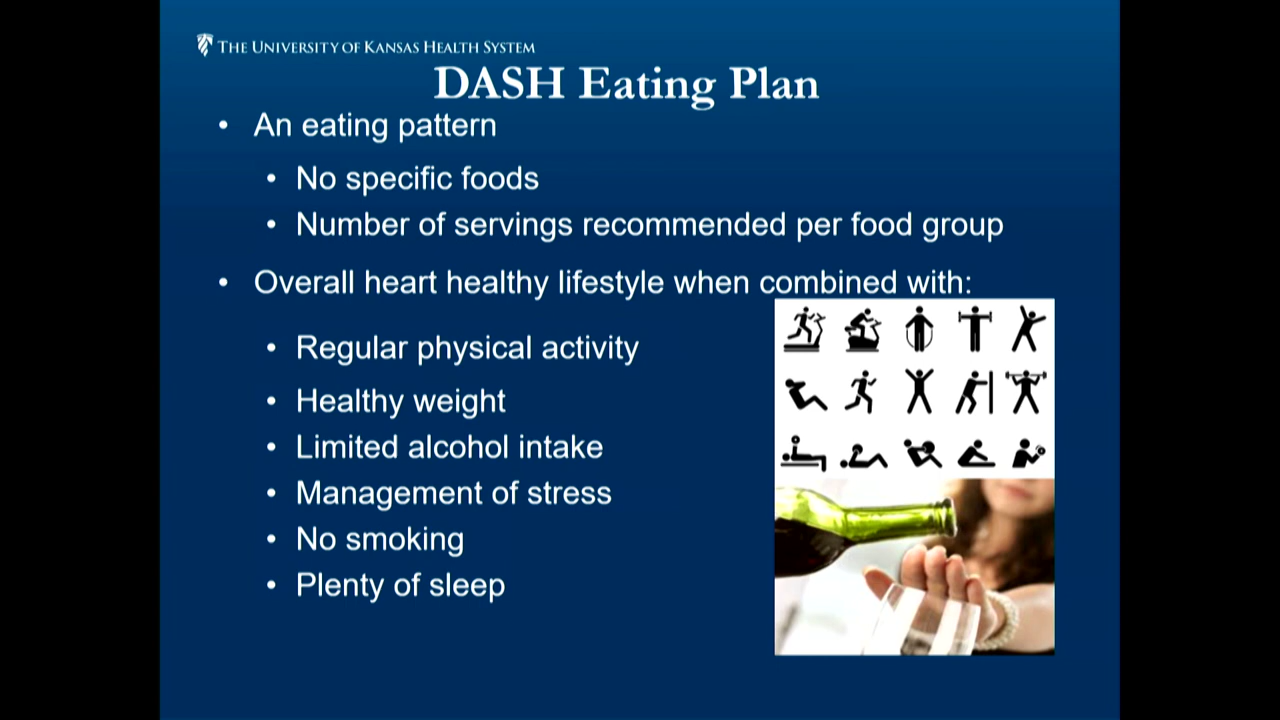 THE UNIVERSITY OF KANSAS HEALTH SYSTEM
DASH Eating Plan
• An eating pattern
• No specific foods
• Number of servings recommended per food group
• Overall heart healthy lifestyle when combined with:
• Regular physical activity
• Healthy weight
• Limited alcohol intake
• Management of stress
• No smoking
• Plenty of sleep